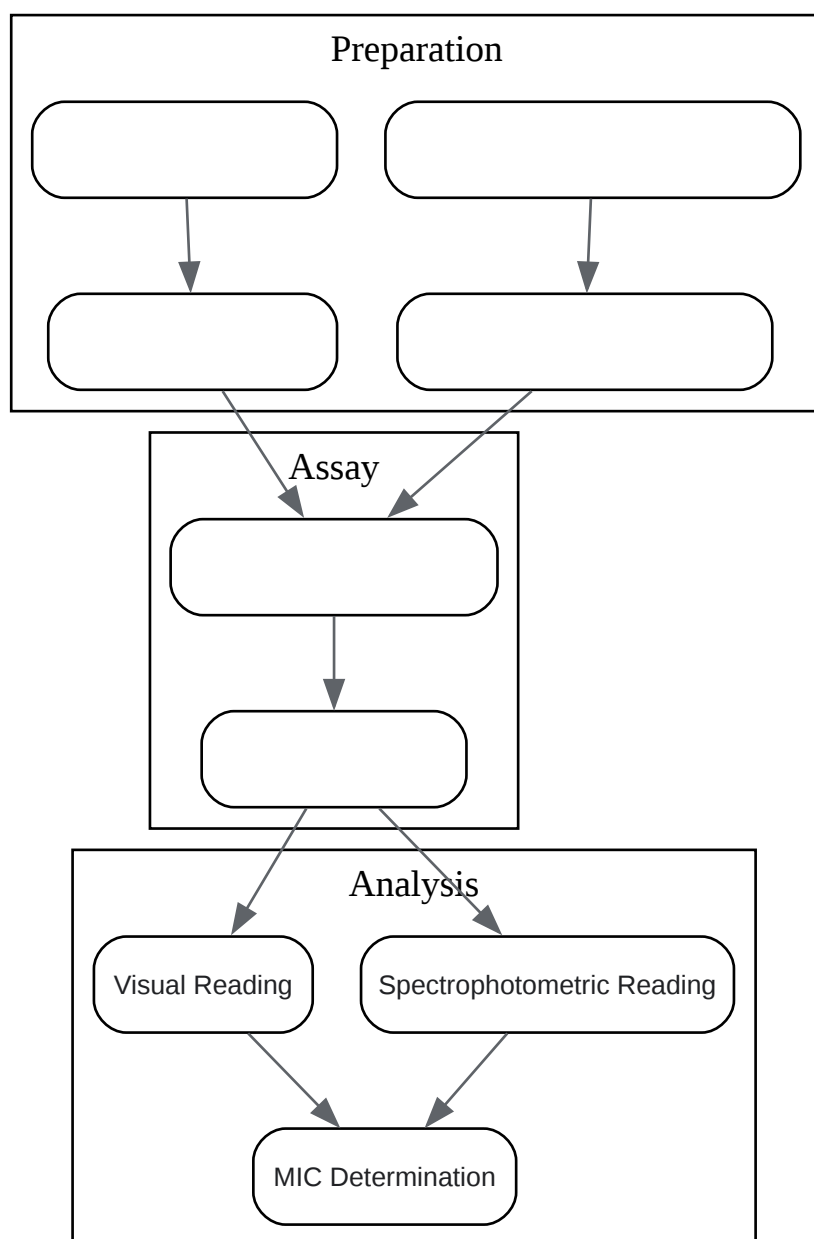 Preparation
Assay
Analysis
Visual Reading
Spectrophotometric Reading
MIC Determination